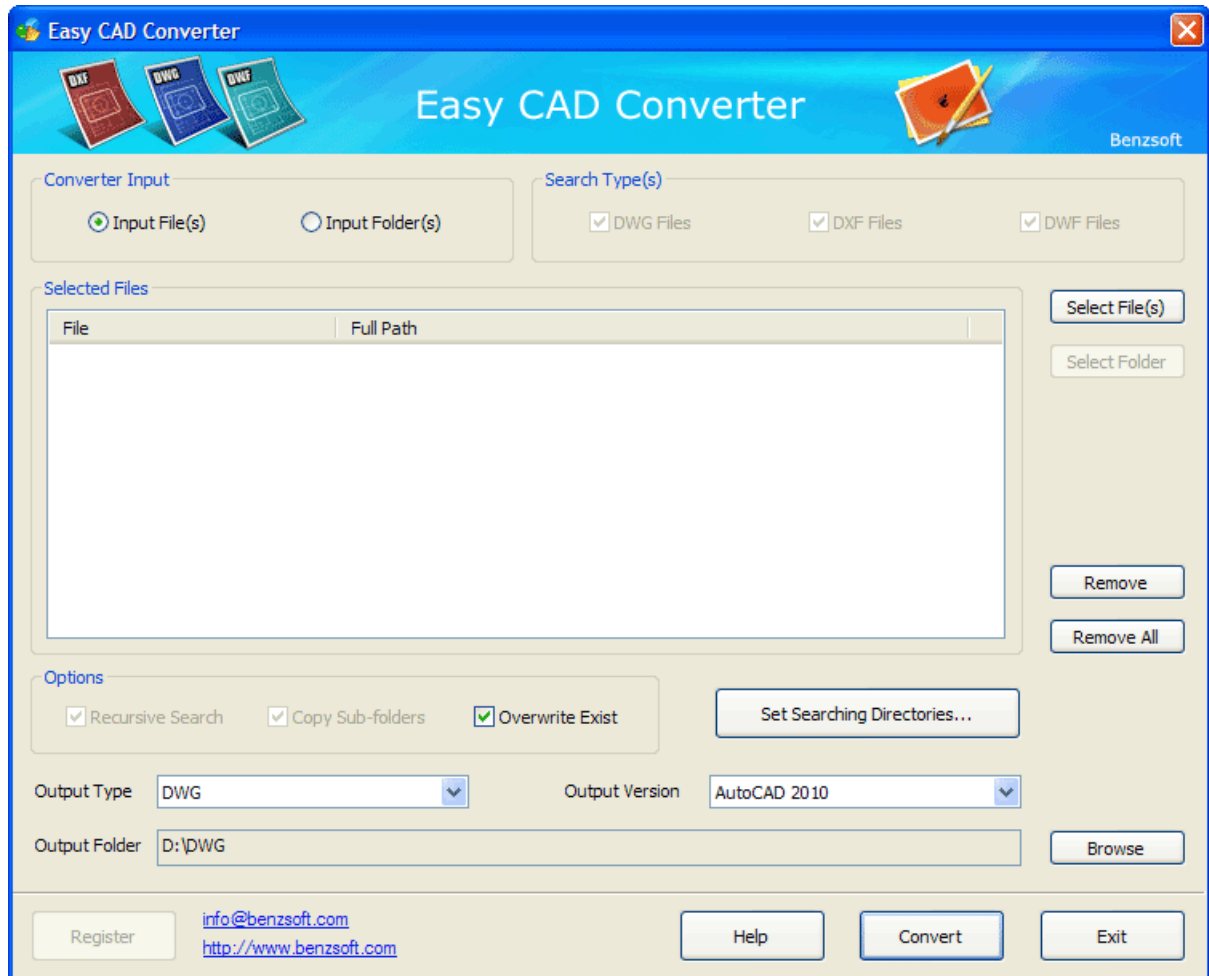 Easy CAD Converter
DXF DWG DWF
Easy CAD Converter
Benzsoft
Converter Input
Input File(s) Input Folder(s)
Search Type(s)
DWG Files DXF Files DWF Files
Selected Files
File Full Path
Select File(s)
Select Folder
Remove
Remove All
Options
Recursive Search Copy Sub-folders Overwrite Exist
Set Searching Directories...
Output Type DWG Output Version AutoCAD 2010
Output Folder D:\DWG Browse
Register
info@benzsoft.com
http://www.benzsoft.com
Help Convert Exit